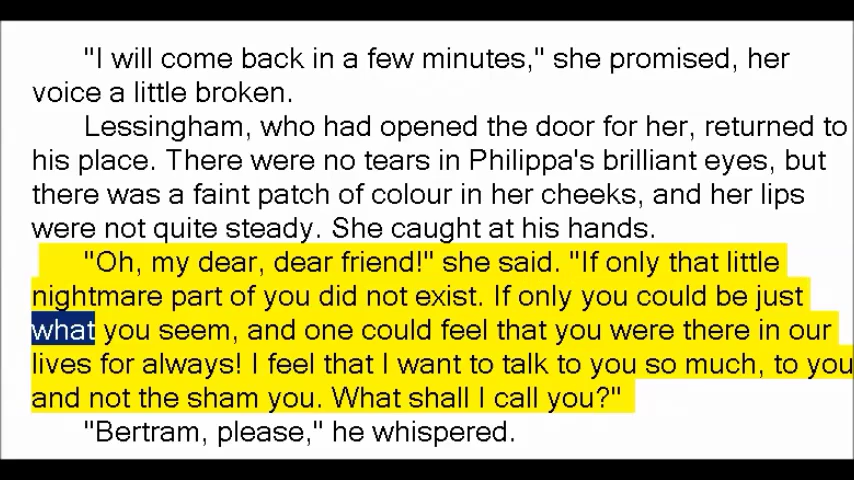 "I will come back in a few minutes," she promised, her
voice a little broken.
Lessingham, who had opened the door for her, returned to
his place. There were no tears in Philippa's brilliant eyes, but
there was a faint patch of colour in her cheeks, and her lips
were not quite steady. She caught at his hands.
"Oh, my dear, dear friend!" she said. "If only that little
nightmare part of you did not exist. If only you could be just
what you seem, and one could feel that you were there in our
lives for always! I feel that I want to talk to you so much, to you
and not the sham you. What shall I call you?"
"Bertram, please," he whispered.